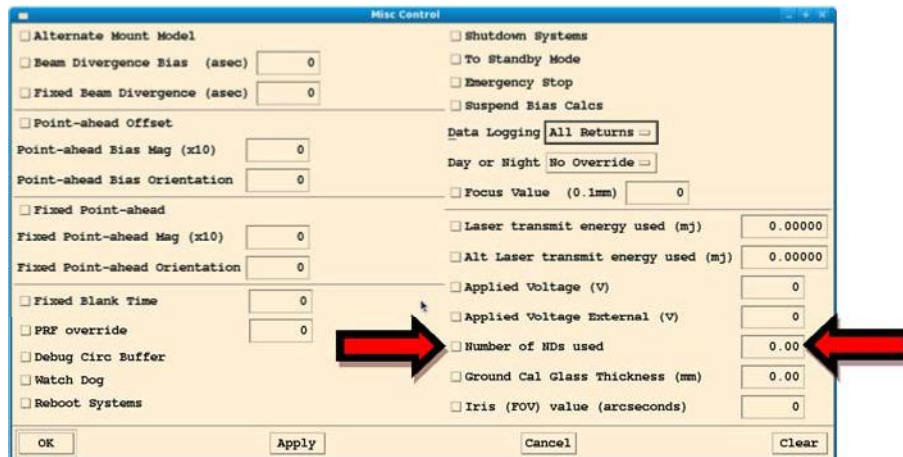 Misc Control
Alternate Mount Model
Beam Divergence Bias (asec) 0
Fixed Beam Divergence (asec) 0
Point-ahead Offset
Point-ahead Bias Mag (x10) 0
Point-ahead Bias Orientation 0
Fixed Point-ahead
Fixed Point-ahead Mag (x10) 0
Fixed Point-ahead Orientation 0
Fixed Blank Time 0
PRF override 0
Debug Circ Buffer
Watch Dog
Reboot Systems
Shutdown Systems
To Standby Mode
Emergency Stop
Suspend Bias Calcs
Data Logging All Returns
Day or Night No Override
Focus Value (0.1mm) 0
Laser transmit energy used (mj) 0.00000
Alt Laser transmit energy used (mj) 0.00000
Applied Voltage (V) 0
Applied Voltage External (V) 0
Number of NDs used 0.00
Ground Cal Glass Thickness (mm) 0.00
Iris (FOV) value (arcseconds) 0
OK Apply Cancel Clear